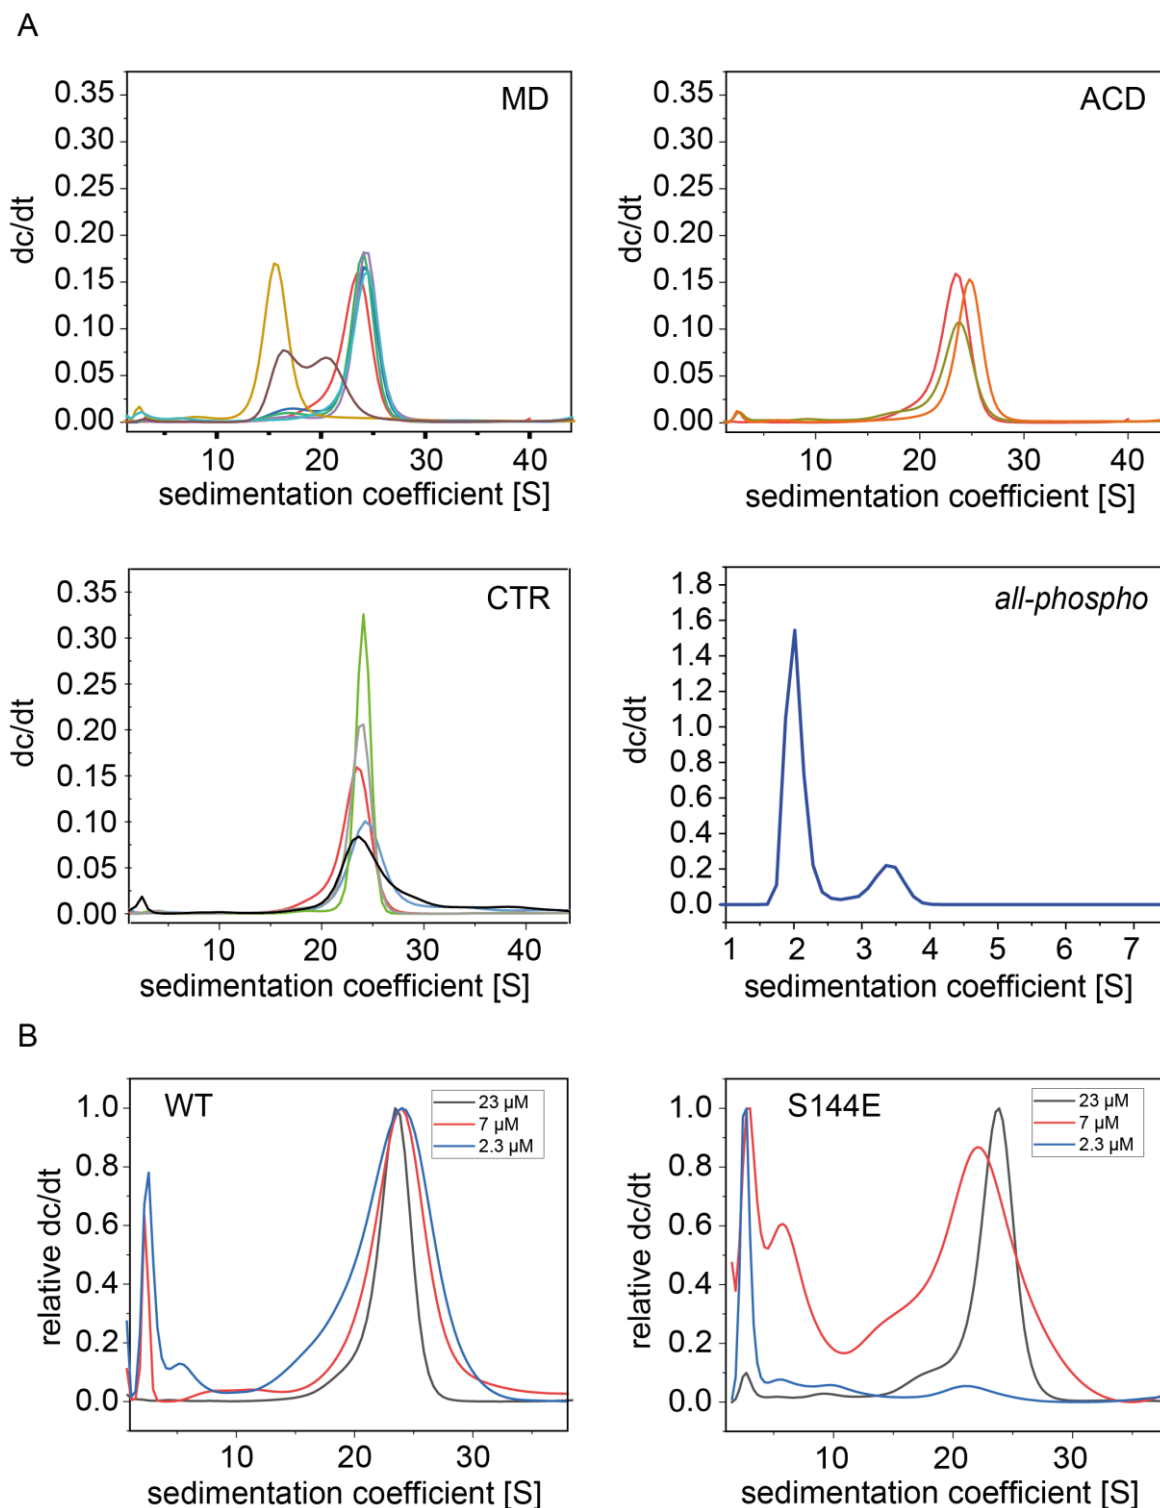 A
MD
0.35
0.30
0.25
0.20
0.15
0.10
0.05
0.00
dc/dt
10 20 30 40
sedimentation coefficient [S]
ACD
0.35
0.30
0.25
0.20
0.15
0.10
0.05
0.00
dc/dt
10 20 30 40
sedimentation coefficient [S]
CTR
0.35
0.30
0.25
0.20
0.15
0.10
0.05
0.00
dc/dt
10 20 30 40
sedimentation coefficient [S]
all-phospho
1.8
1.6
1.4
1.2
1.0
0.8
0.6
0.4
0.2
0.0
dc/dt
1 2 3 4 5 6 7
sedimentation coefficient [S]
B
WT
23 µM
7 µM
2.3 µM
1.0
0.8
0.6
0.4
0.2
0.0
relative dc/dt
10 20 30
sedimentation coefficient [S]
S144E
23 µM
7 µM
2.3 µM
1.0
0.8
0.6
0.4
0.2
0.0
relative dc/dt
10 20 30
sedimentation coefficient [S]